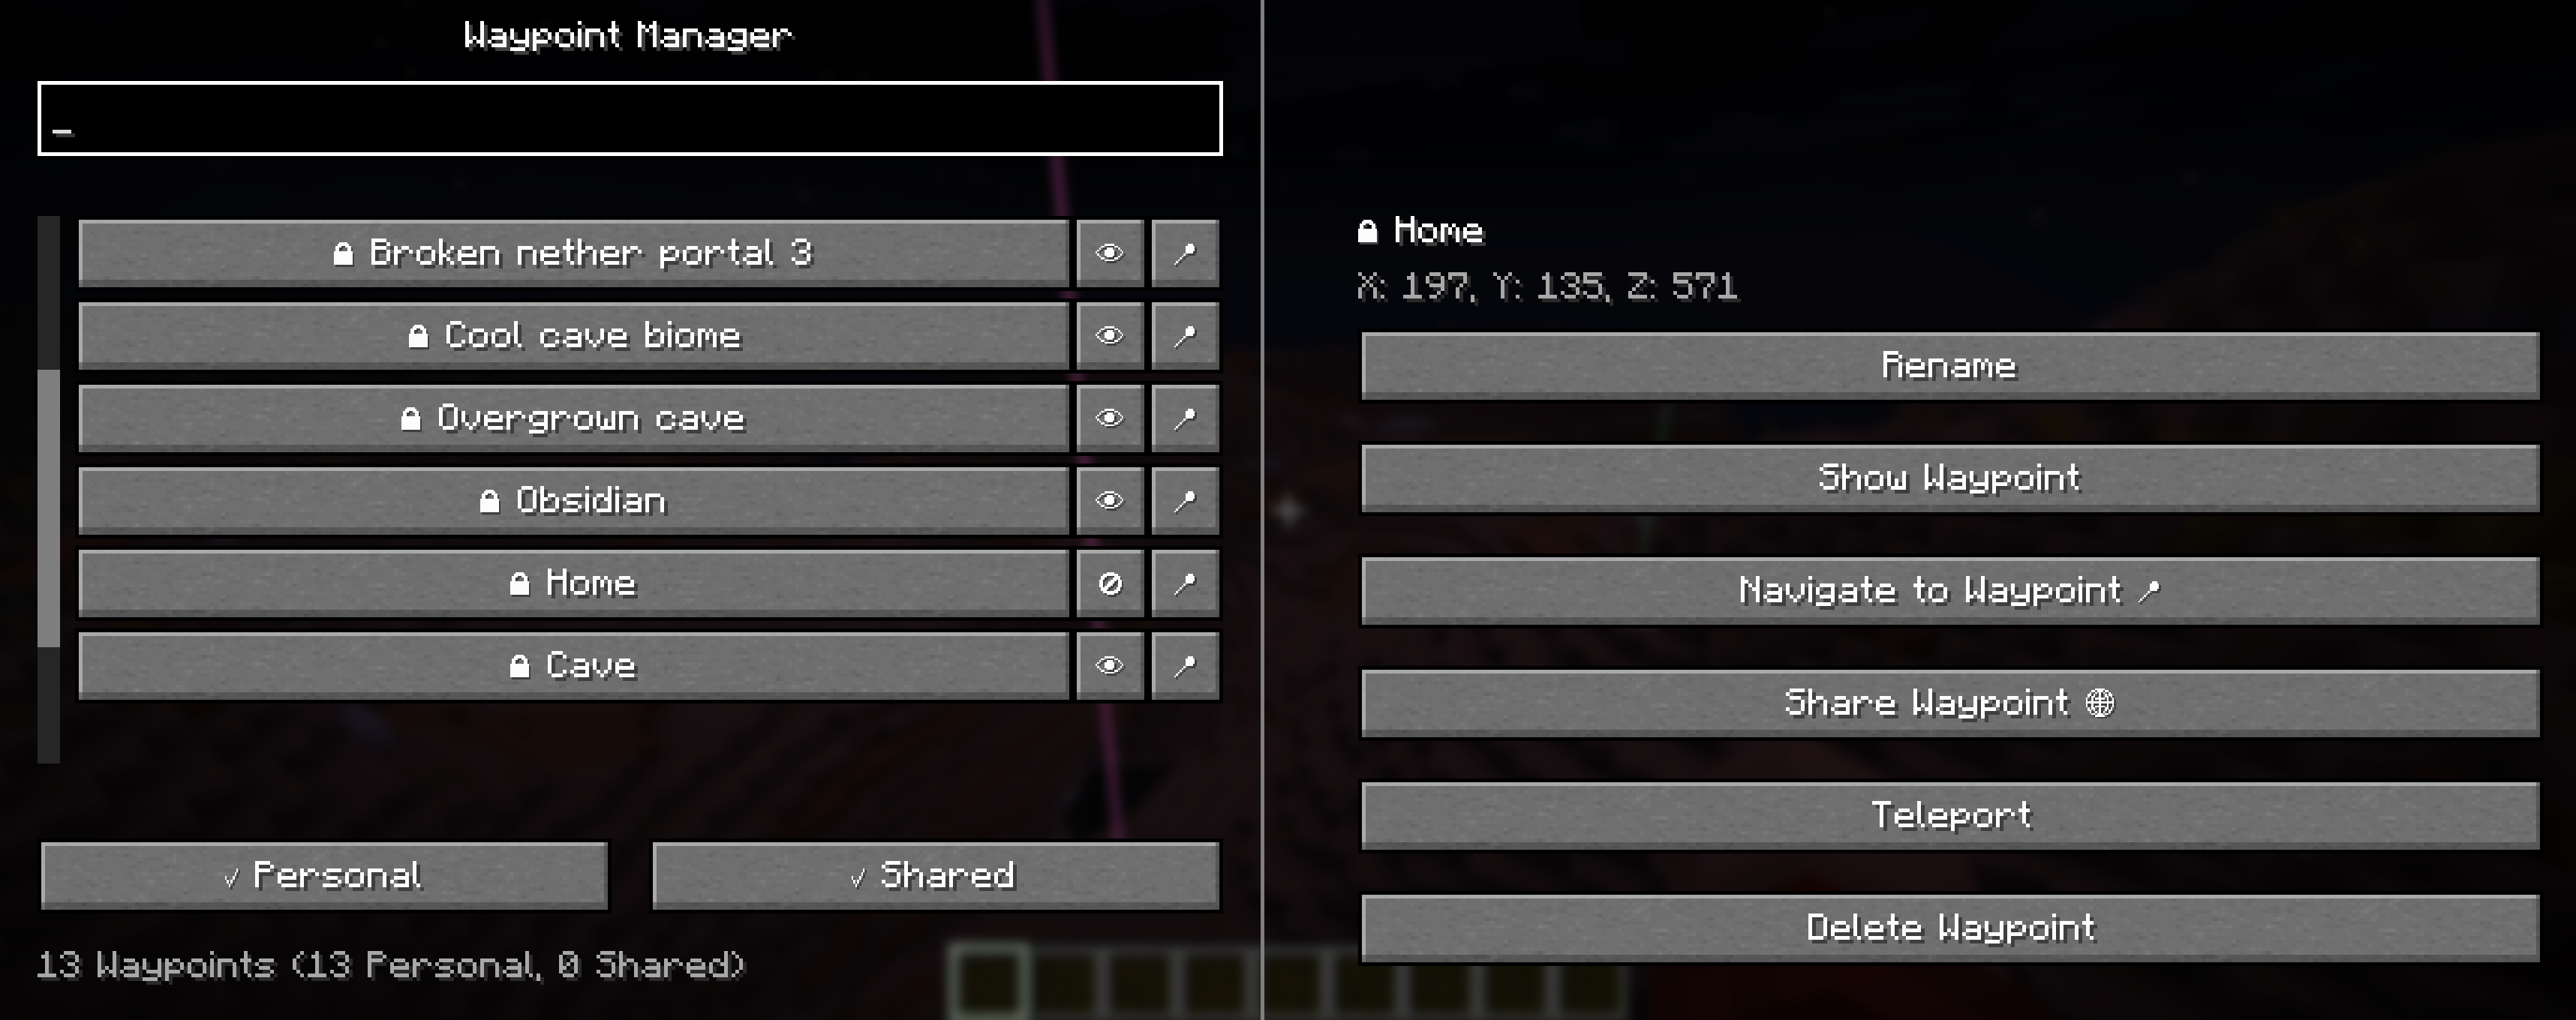 Waypoint Manager
_
Broken nether portal 3
Cool cave biome
Overgrown cave
Obsidian
Home
Cave
✓ Personal
✓ Shared
13 Waypoints (13 Personal, 0 Shared)
Home
X: 197, Y: 135, Z: 571
Rename
Show Waypoint
Navigate to Waypoint
Share Waypoint
Teleport
Delete Waypoint